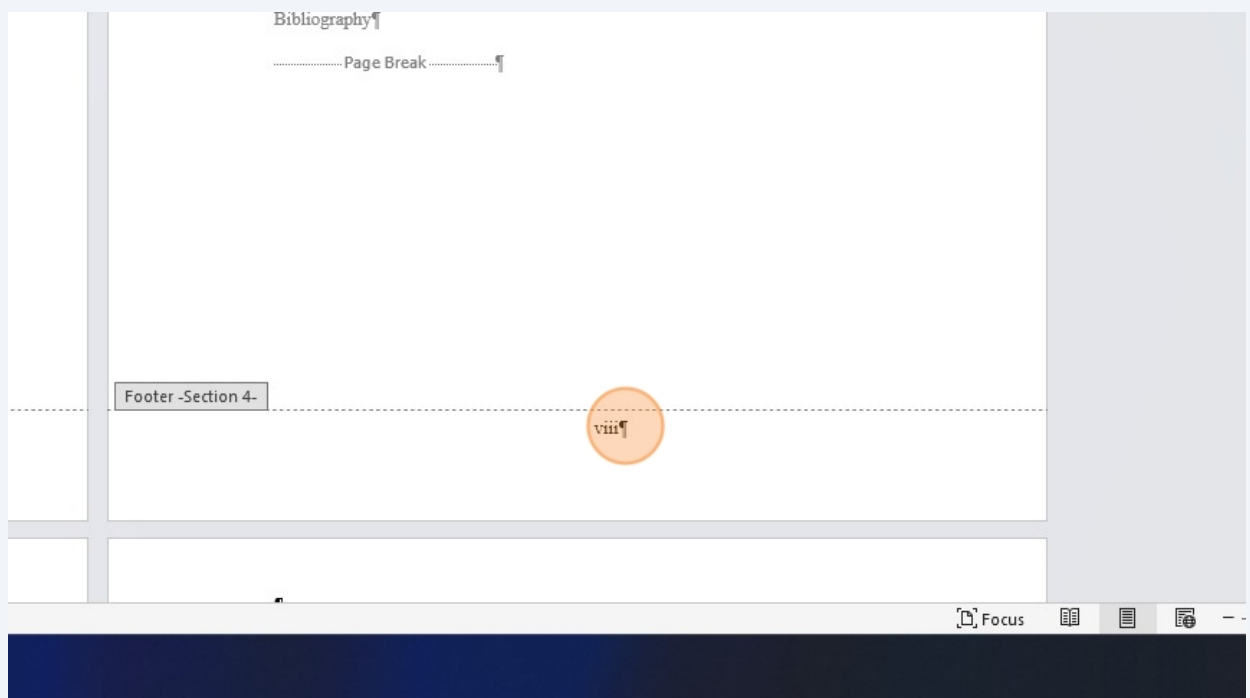 Bibliography¶
Page Break ¶
Footer -Section 4-
viii¶
¶
Focus